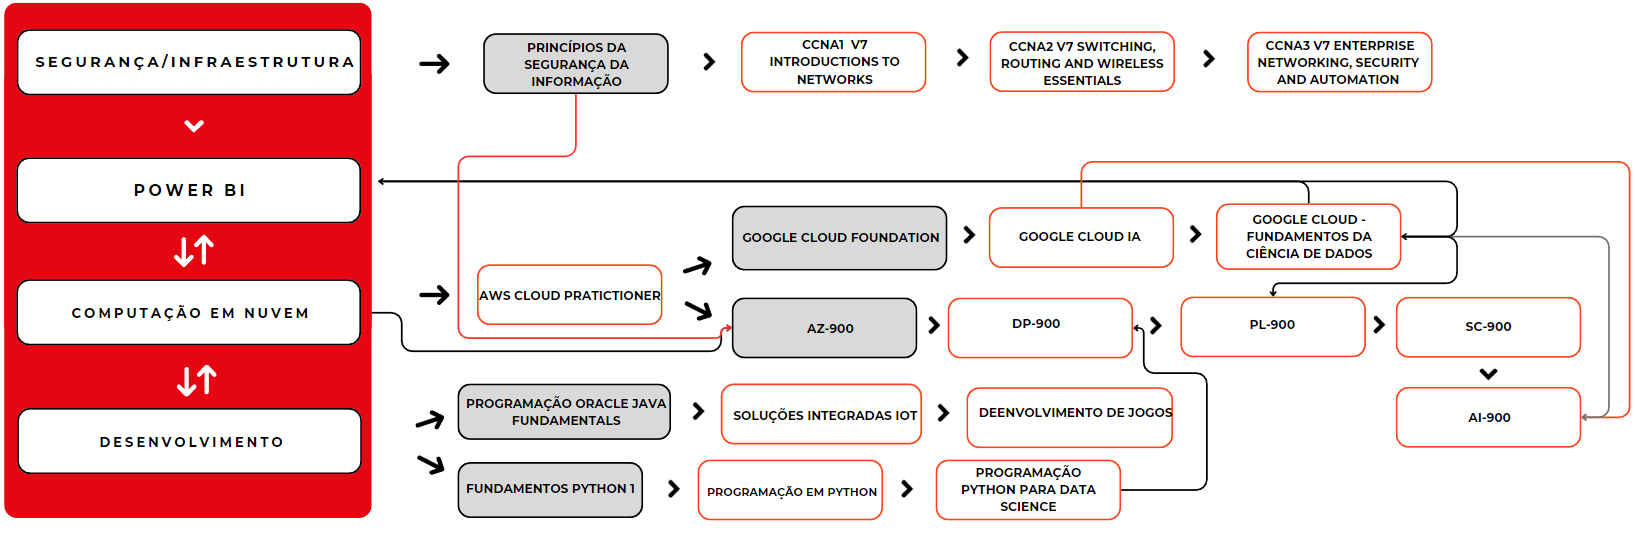 SEGURANÇA/INFRAESTRUTURA
PRINCÍPIOS DA
SEGURANÇA DA
INFORMAÇÃO
CCNA1 V7
INTRODUCTIONS TO
NETWORKS
CCNA2 V7 SWITCHING,
ROUTING AND WIRELESS
ESSENTIALS
CCNA3 V7 ENTERPRISE
NETWORKING, SECURITY
AND AUTOMATION
POWER BI
COMPUTAÇÃO EM NUVEM
AWS CLOUD PRATICTIONER
GOOGLE CLOUD FOUNDATION
GOOGLE CLOUD IA
GOOGLE CLOUD -
FUNDAMENTOS DA
CIÊNCIA DE DADOS
AZ-900
DP-900
PL-900
SC-900
AI-900
DESENVOLVIMENTO
PROGRAMAÇÃO ORACLE JAVA
FUNDAMENTALS
SOLUÇÕES INTEGRADAS IOT
DEENVOLVIMENTO DE JOGOS
FUNDAMENTOS PYTHON 1
PROGRAMAÇÃO EM PYTHON
PROGRAMAÇÃO
PYTHON PARA DATA
SCIENCE